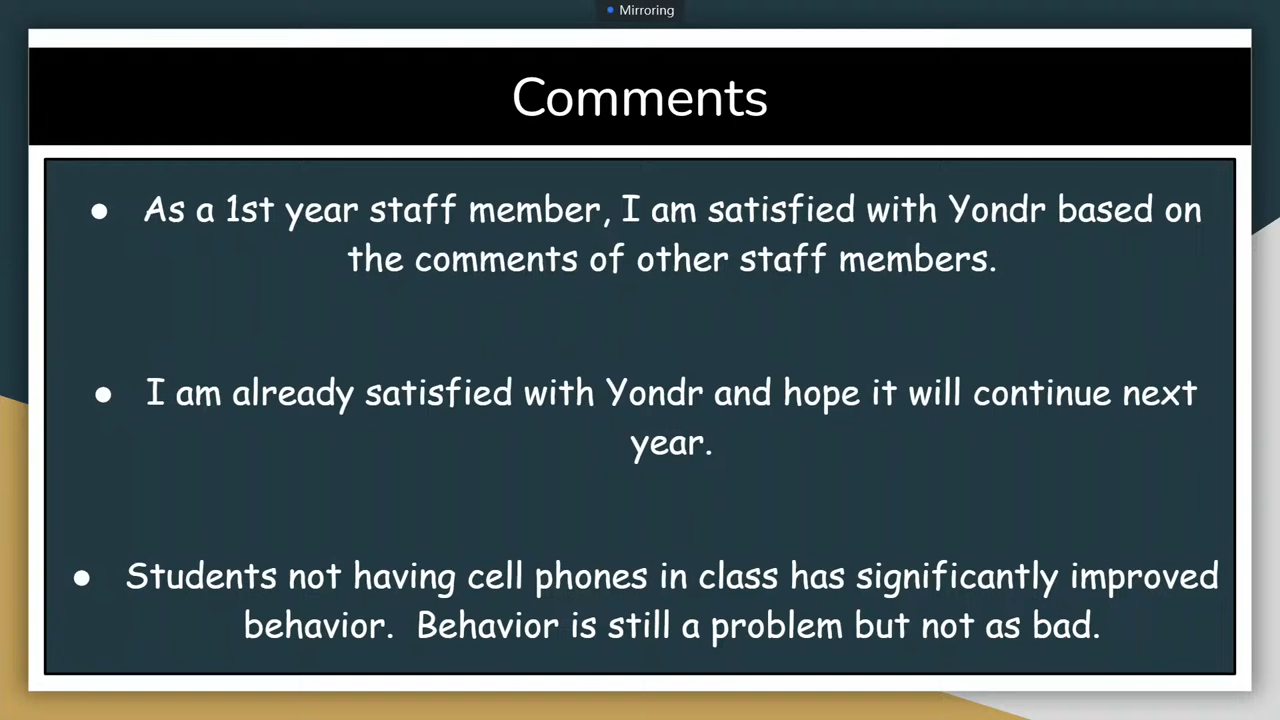 Mirroring
Comments
● As a 1st year staff member, I am satisfied with Yondr based on
the comments of other staff members.
● I am already satisfied with Yondr and hope it will continue next
year.
● Students not having cell phones in class has significantly improved
behavior.  Behavior is still a problem but not as bad.